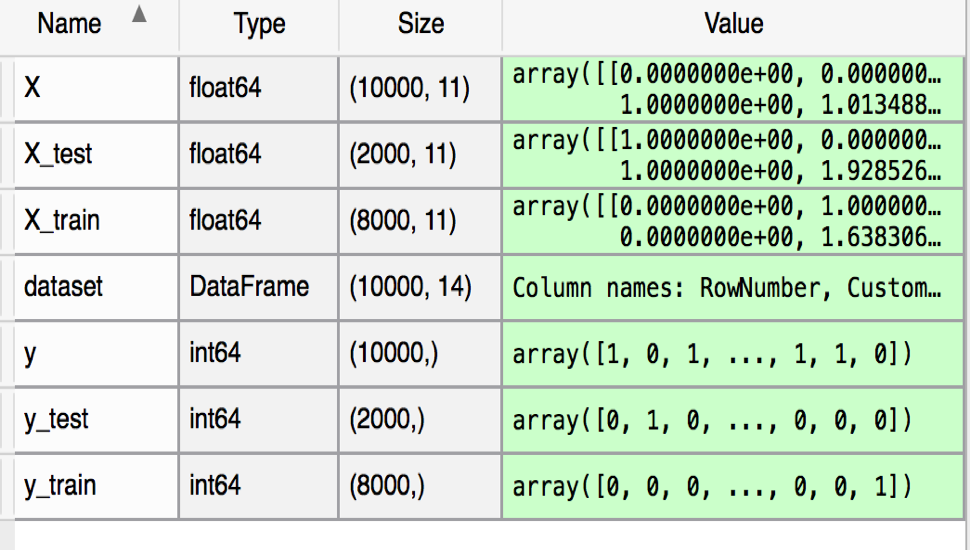 Name ▲ Type Size Value
X float64 (10000, 11) array([[0.0000000e+00, 0.000000…
1.0000000e+00, 1.013488…
X_test float64 (2000, 11) array([[1.0000000e+00, 0.000000…
1.0000000e+00, 1.928526…
X_train float64 (8000, 11) array([[0.0000000e+00, 1.000000…
0.0000000e+00, 1.638306…
dataset DataFrame (10000, 14) Column names: RowNumber, Custom…
y int64 (10000,) array([1, 0, 1, ..., 1, 1, 0])
y_test int64 (2000,) array([0, 1, 0, ..., 0, 0, 0])
y_train int64 (8000,) array([0, 0, 0, ..., 0, 0, 1])